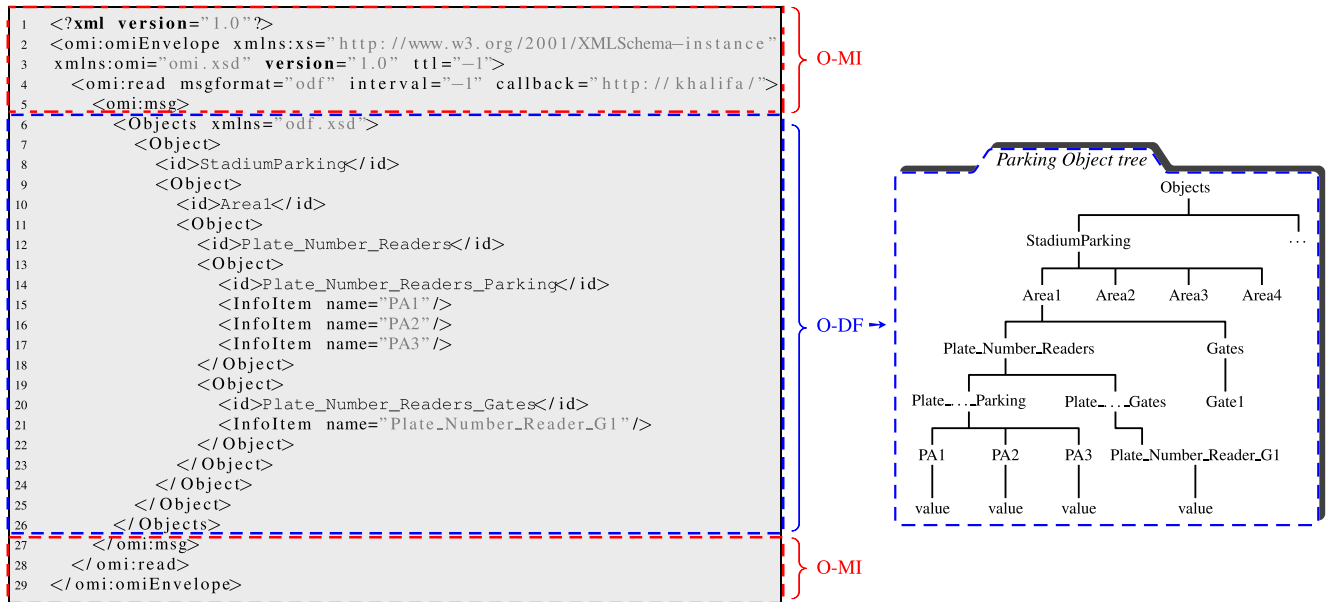 1 <?xml version="1.0"?>
2 <omi:omiEnvelope xmlns:xs="http://www.w3.org/2001/XMLSchema-instance"
3 xmlns:omi="omi.xsd" version="1.0" ttl="-1">
4 <omi:read msgformat="odf" interval="-1" callback="http://khalifa/">
5 <omi:msg>
O-MI
6 <Objects xmlns="odf.xsd">
7 <Object>
8 <id>StadiumParking</id>
9 <Object>
10 <id>Area1</id>
11 <Object>
12 <id>Plate_Number_Readers</id>
13 <Object>
14 <id>Plate_Number_Readers_Parking</id>
15 <InfoItem name="PA1"/>
16 <InfoItem name="PA2"/>
17 <InfoItem name="PA3"/>
18 </Object>
19 <Object>
20 <id>Plate_Number_Readers_Gates</id>
21 <InfoItem name="Plate_Number_Reader_G1"/>
22 </Object>
23 </Object>
24 </Object>
25 </Object>
26 </Objects>
O-DF
27 </omi:msg>
28 </omi:read>
29 </omi:omiEnvelope>
O-MI
Parking Object tree
Objects
StadiumParking ...
Area1 Area2 Area3 Area4
Plate_Number_Readers Gates
Plate_..._Parking Plate_..._Gates Gate1
PA1 PA2 PA3 Plate_Number_Reader_G1
value value value value